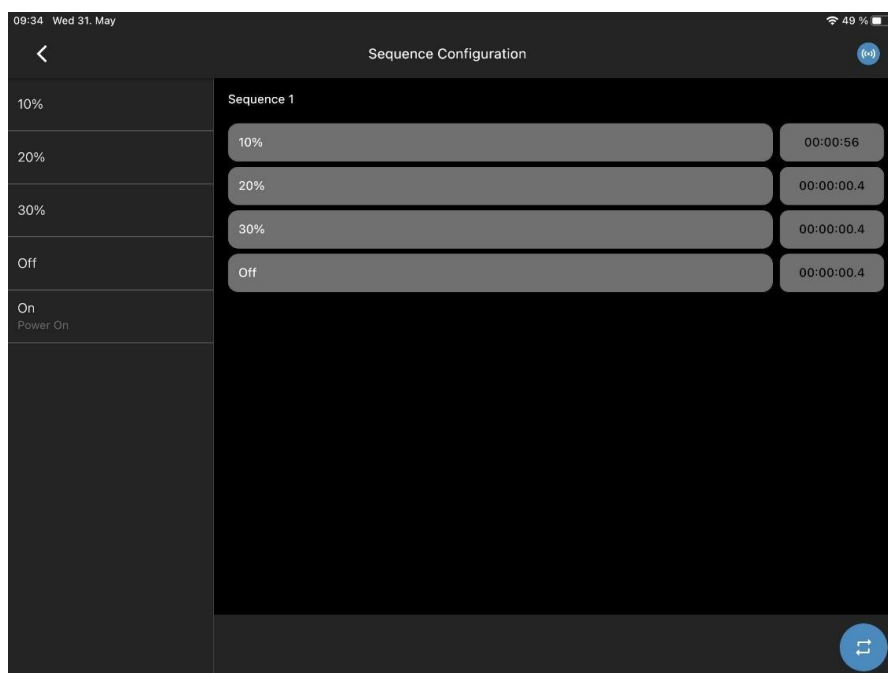 09:34 Wed 31. May
49 %
Sequence Configuration
10%
20%
30%
Off
On
Power On
Sequence 1
10% 00:00:56
20% 00:00:00.4
30% 00:00:00.4
Off 00:00:00.4